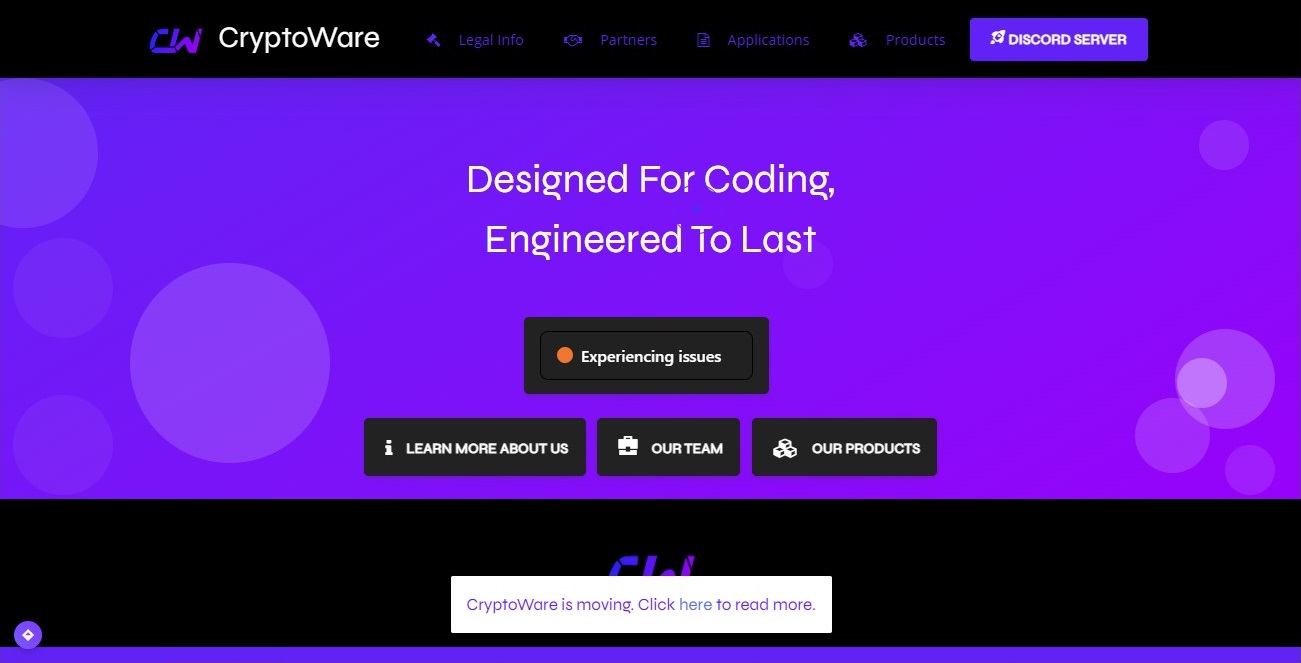 CW CryptoWare Legal Info Partners Applications Products DISCORD SERVER
Designed For Coding,
Engineered To Last
Experiencing issues
LEARN MORE ABOUT US OUR TEAM OUR PRODUCTS
CW
CryptoWare is moving. Click here to read more.